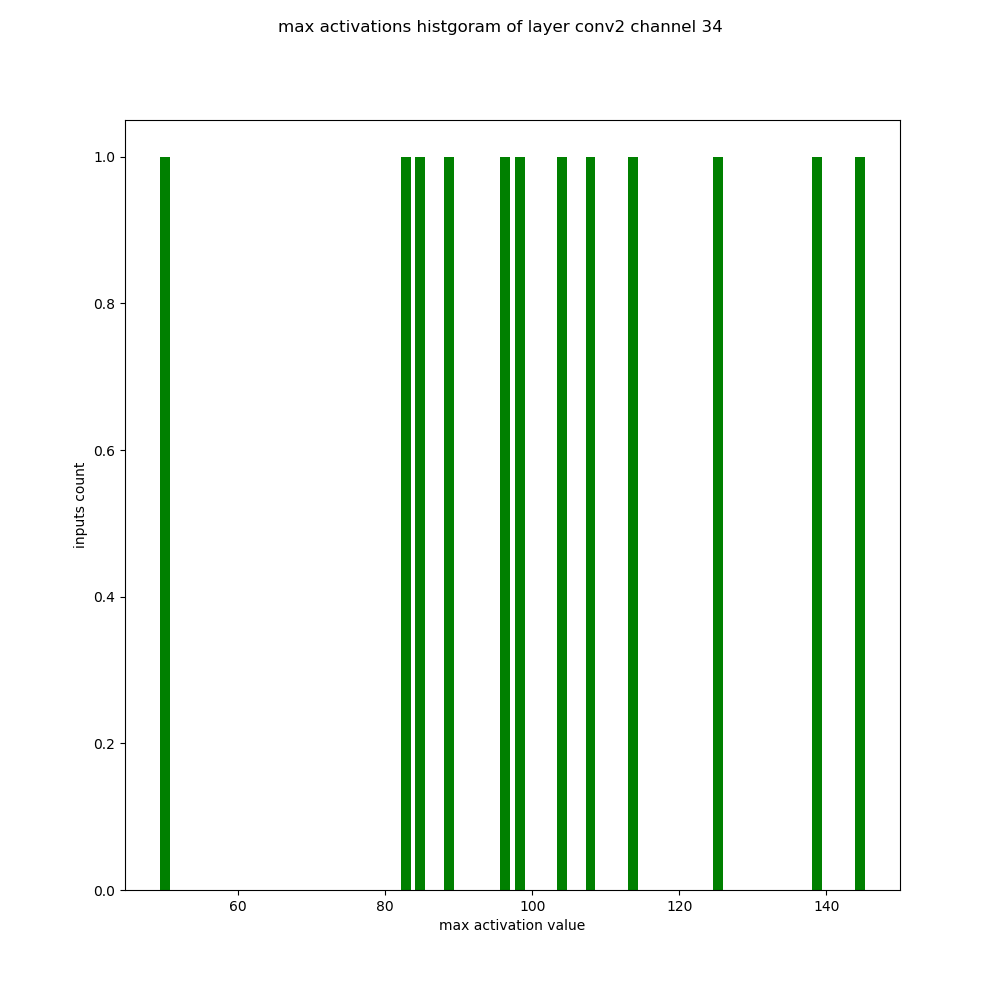 max activations histgoram of layer conv2 channel 34
1.0
0.8
0.6
0.4
0.2
0.0
inputs count
60 80 100 120 140
max activation value